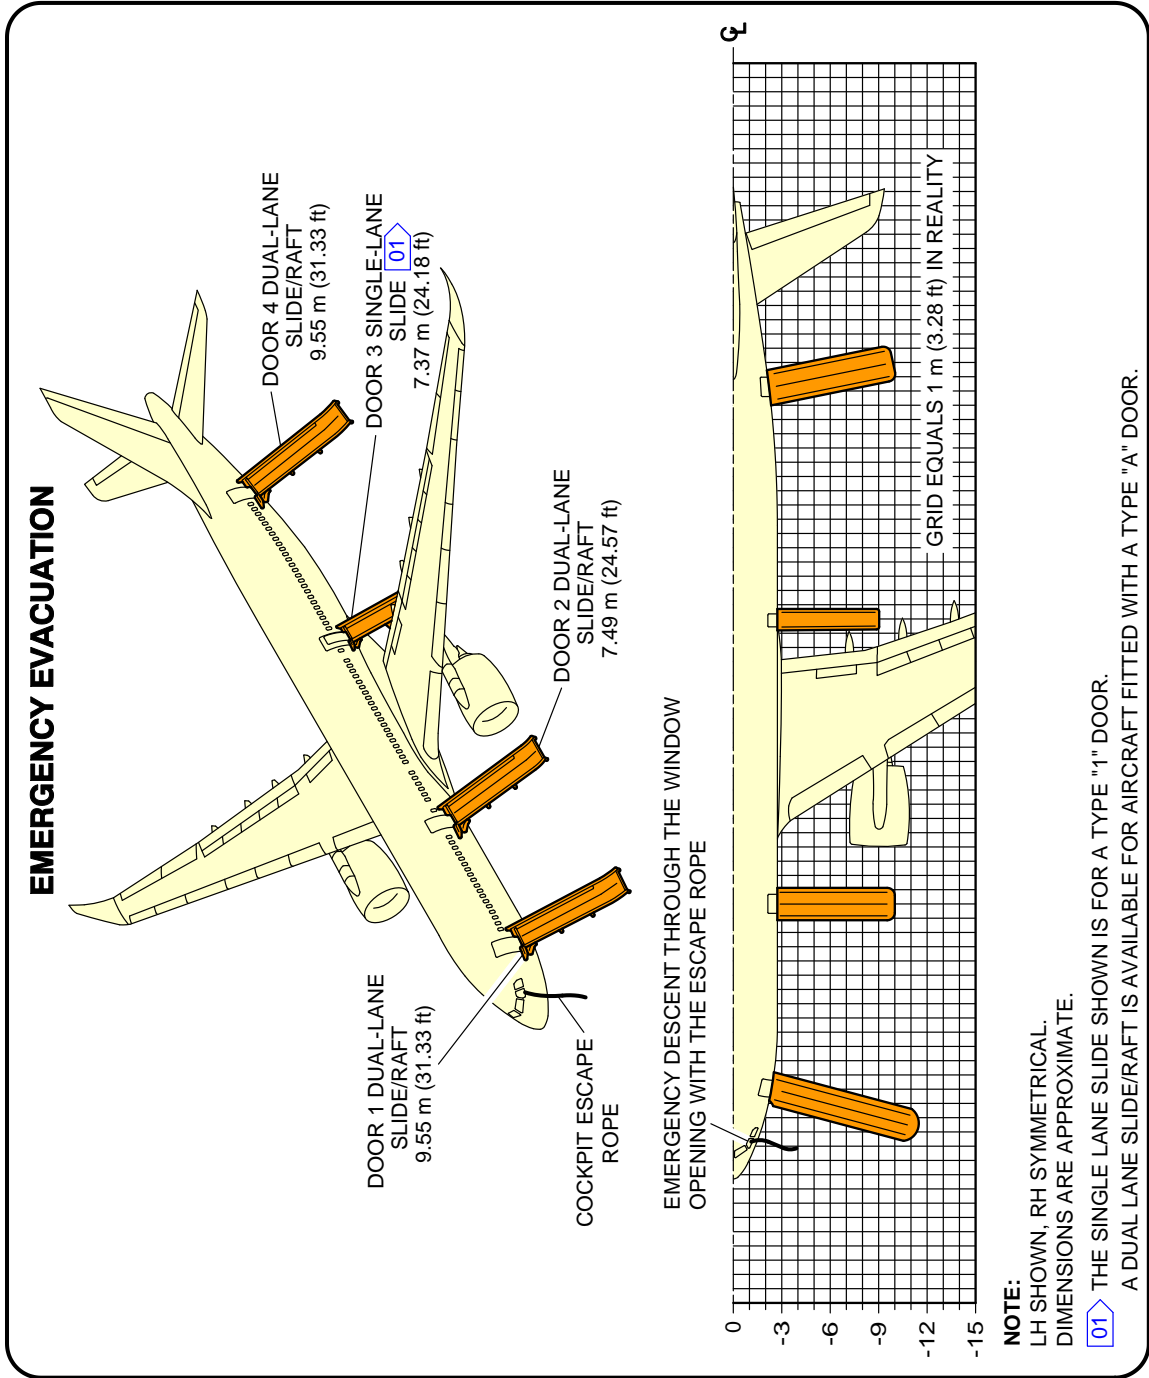 EMERGENCY EVACUATION
DOOR 4 DUAL-LANE
SLIDE/RAFT
9.55 m (31.33 ft)
DOOR 3 SINGLE-LANE
SLIDE 01
7.37 m (24.18 ft)
DOOR 2 DUAL-LANE
SLIDE/RAFT
7.49 m (24.57 ft)
DOOR 1 DUAL-LANE
SLIDE/RAFT
9.55 m (31.33 ft)
COCKPIT ESCAPE
ROPE
EMERGENCY DESCENT THROUGH THE WINDOW
OPENING WITH THE ESCAPE ROPE
℄
GRID EQUALS 1 m (3.28 ft) IN REALITY
0
-3
-6
-9
-12
-15
NOTE:
LH SHOWN, RH SYMMETRICAL.
DIMENSIONS ARE APPROXIMATE.
01 THE SINGLE LANE SLIDE SHOWN IS FOR A TYPE "1" DOOR.
A DUAL LANE SLIDE/RAFT IS AVAILABLE FOR AIRCRAFT FITTED WITH A TYPE "A" DOOR.